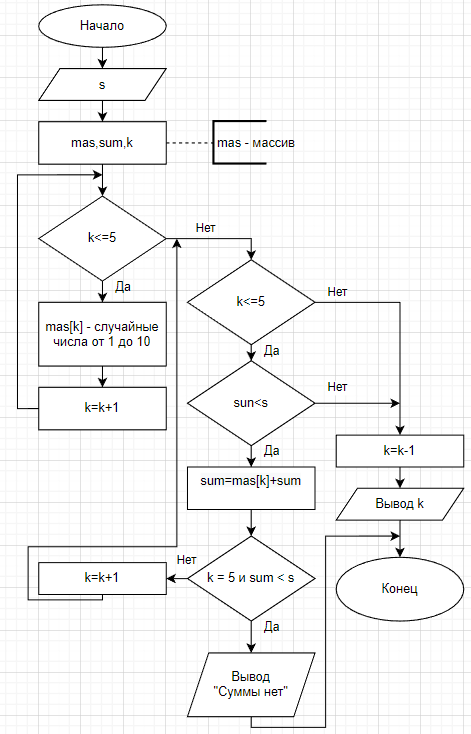 Начало
s
mas,sum,k
mas - массив
k<=5
Нет
Да
mas[k] - случайные
числа от 1 до 10
k=k+1
k<=5
Нет
Да
sun<s
Нет
Да
k=k-1
sum=mas[k]+sum
Вывод k
k = 5 и sum < s
Нет
k=k+1
Конец
Да
Вывод
"Суммы нет"